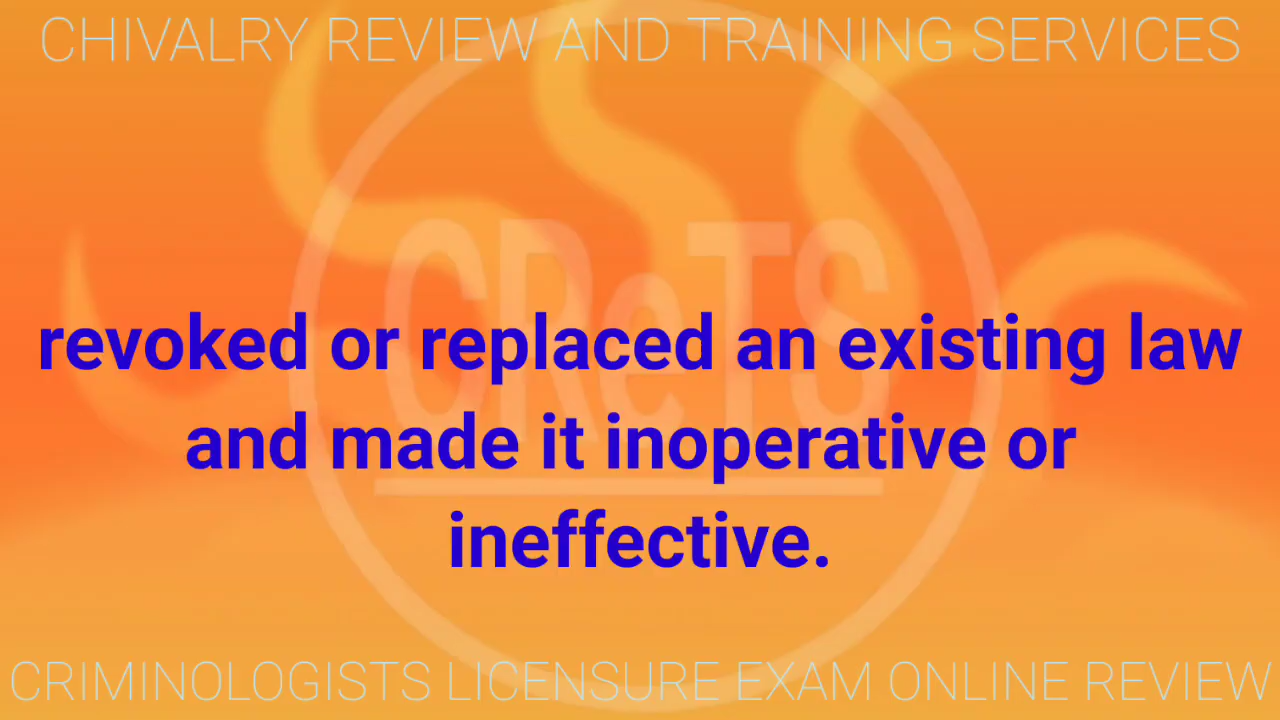 CHIVALRY REVIEW AND TRAINING SERVICES
CReTS
revoked or replaced an existing law
and made it inoperative or
ineffective.
CRIMINOLOGISTS LICENSURE EXAM ONLINE REVIEW